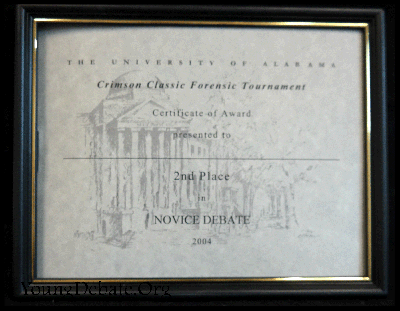 THE UNIVERSITY OF ALABAMA
Crimson Classic Forensic Tournament
Certificate of Award
presented to
2nd Place
in
NOVICE DEBATE
2004
YoungDebate.Org